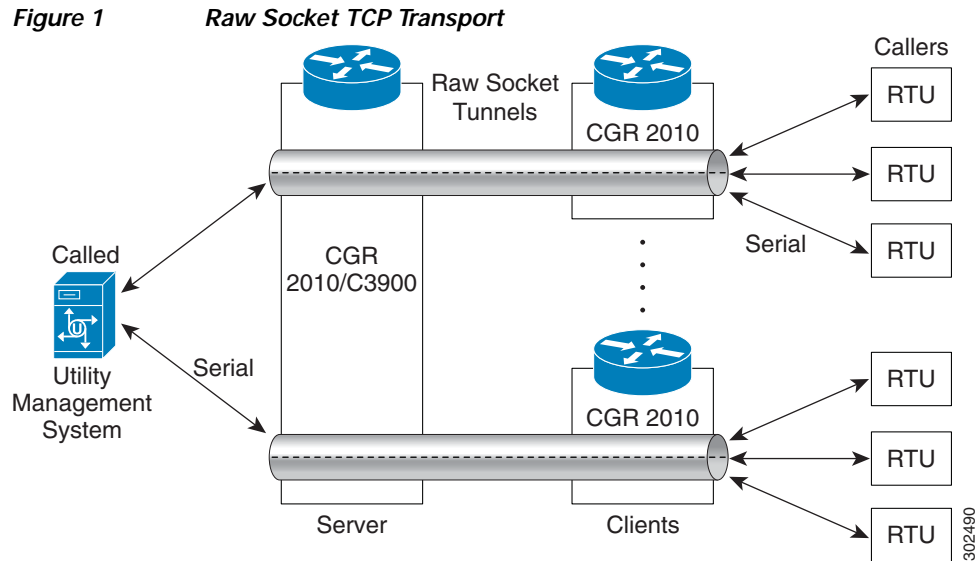 Figure 1 Raw Socket TCP Transport
Callers
Raw Socket
Tunnels
CGR 2010
RTU
RTU
RTU
Serial
Called
CGR
2010/C3900
U
Utility
Management
System
Serial
CGR 2010
RTU
RTU
RTU
Server
Clients
302490